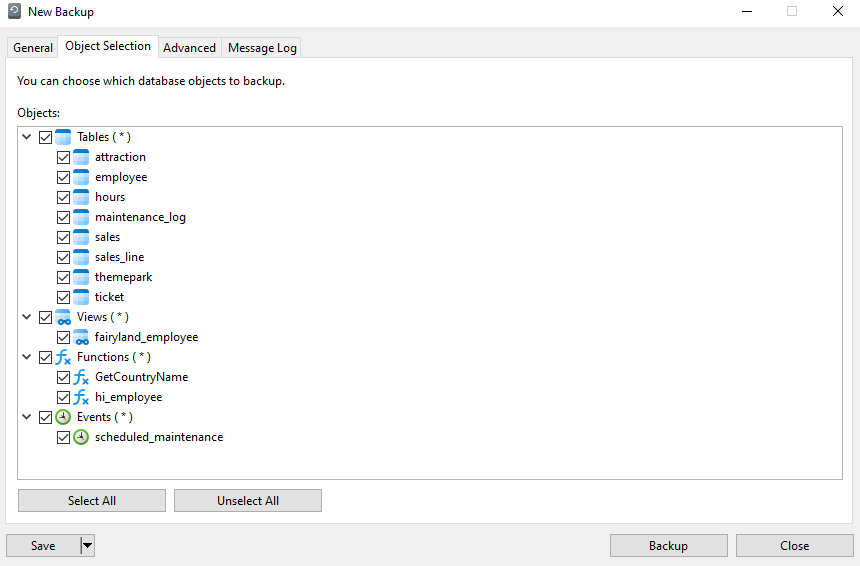 New Backup
General Object Selection Advanced Message Log
You can choose which database objects to backup.
Objects:
Tables ( * )
attraction
employee
hours
maintenance_log
sales
sales_line
themepark
ticket
Views ( * )
fairyland_employee
Functions ( * )
GetCountryName
hi_employee
Events ( * )
scheduled_maintenance
Select All Unselect All
Save Backup Close